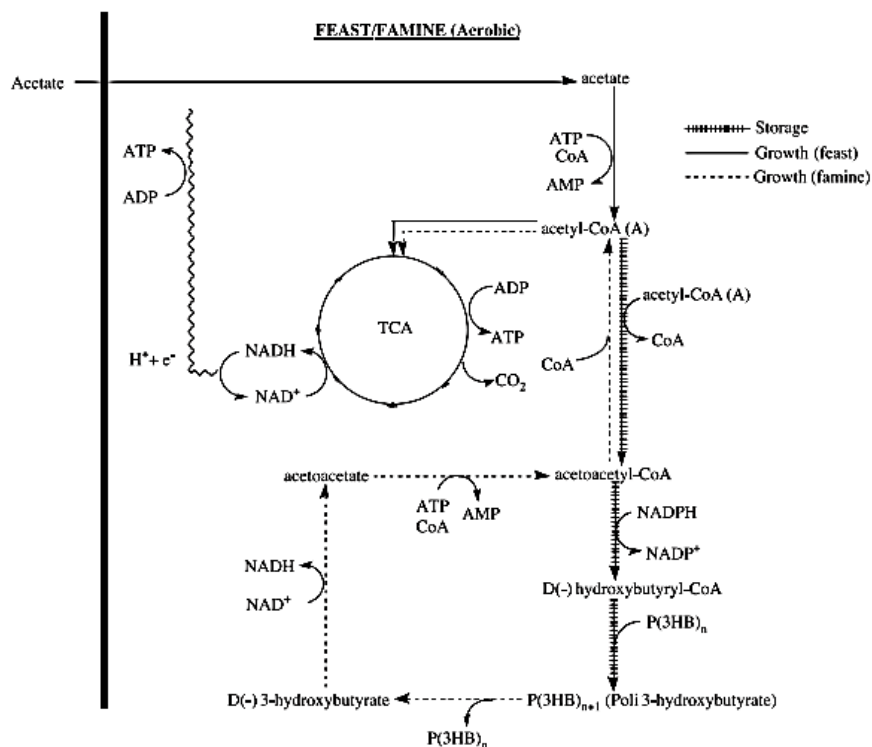 FEAST/FAMINE (Aerobic)
Acetate
acetate
ATP
CoA
AMP
Storage
Growth (feast)
Growth (famine)
ATP
ADP
acetyl-CoA (A)
ADP
ATP
TCA
acetyl-CoA (A)
CoA
CoA
H⁺+ e⁻
NADH
NAD⁺
CO₂
acetoacetate
acetoacetyl-CoA
ATP
CoA
AMP
NADPH
NADP⁺
NADH
NAD⁺
D(-) hydroxybutyryl-CoA
P(3HB)ₙ
D(-) 3-hydroxybutyrate
P(3HB)ₙ₊₁ (Poli 3-hydroxybutyrate)
P(3HB)ₙ